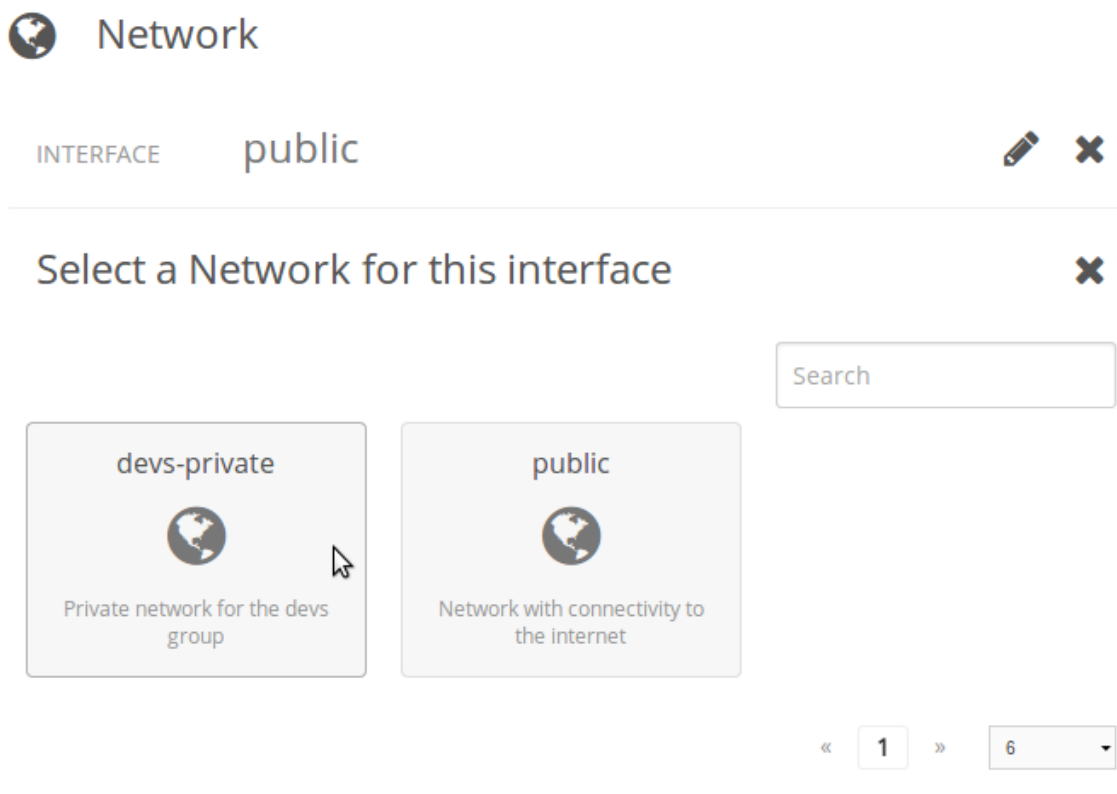 Network
INTERFACE public
Select a Network for this interface
Search
devs-private
Private network for the devs
group
public
Network with connectivity to
the internet
« 1 » 6